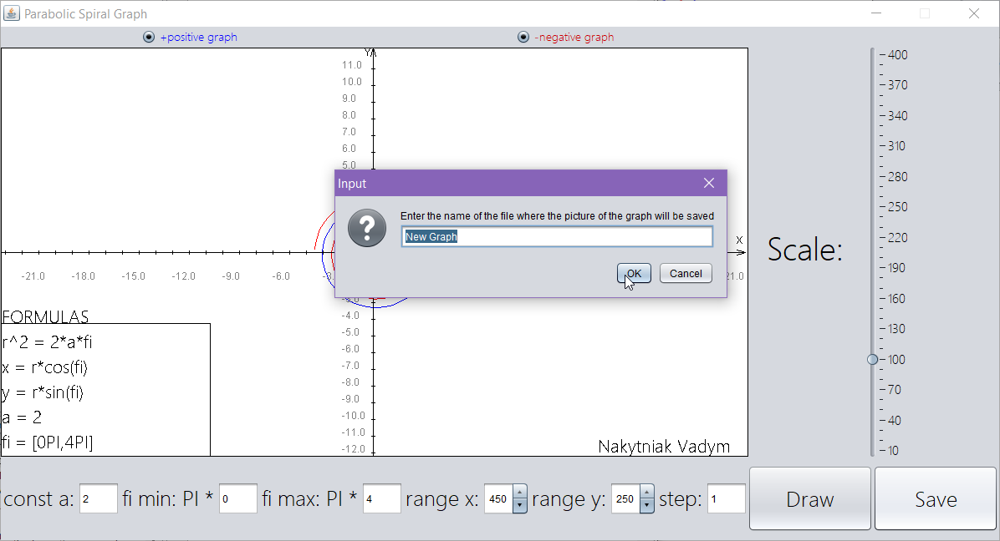 Parabolic Spiral Graph
+positive graph
-negative graph
Y
11.0
10.0
9.0
8.0
7.0
6.0
5.0
Input
Enter the name of the file where the picture of the graph will be saved
New Graph
OK
Cancel
X
-21.0 -18.0 -15.0 -12.0 -9.0 -6.0
-4.0
-5.0
-6.0
-7.0
-8.0
-9.0
-10.0
-11.0
-12.0
FORMULAS
r^2 = 2*a*fi
x = r*cos(fi)
y = r*sin(fi)
a = 2
fi = [0PI,4PI]
Nakytniak Vadym
Scale:
400
370
340
310
280
250
220
190
160
130
100
70
40
10
const a: 2 fi min: PI * 0 fi max: PI * 4 range x: 450 range y: 250 step: 1
Draw
Save